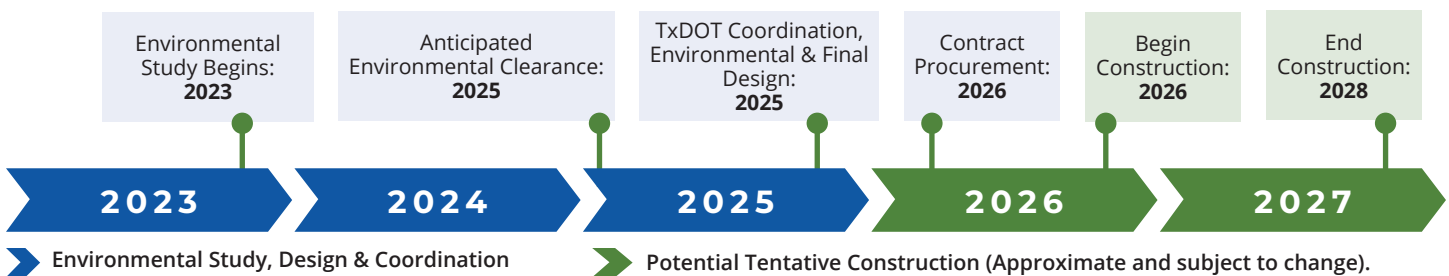 Environmental
Study Begins:
2023
Anticipated
Environmental Clearance:
2025
TxDOT Coordination,
Environmental & Final
Design:
2025
Contract
Procurement:
2026
Begin
Construction:
2026
End
Construction:
2028
2023
2024
2025
2026
2027
Environmental Study, Design & Coordination
Potential Tentative Construction (Approximate and subject to change).